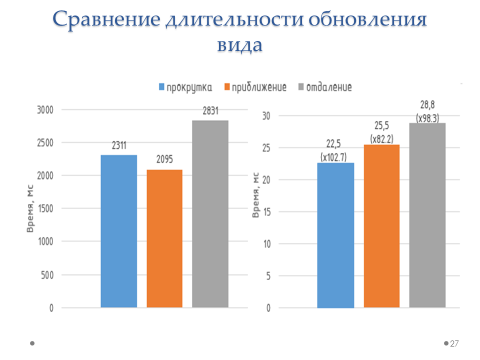 Сравнение длительности обновления
вида
прокрутка приближение отдаление
Время, мс
3000
2500
2000
1500
1000
500
0
2311
2095
2831
Время, мс
30
25
20
15
10
5
0
22,5
(x102.7)
25,5
(x82.2)
28,8
(x98.3)
27